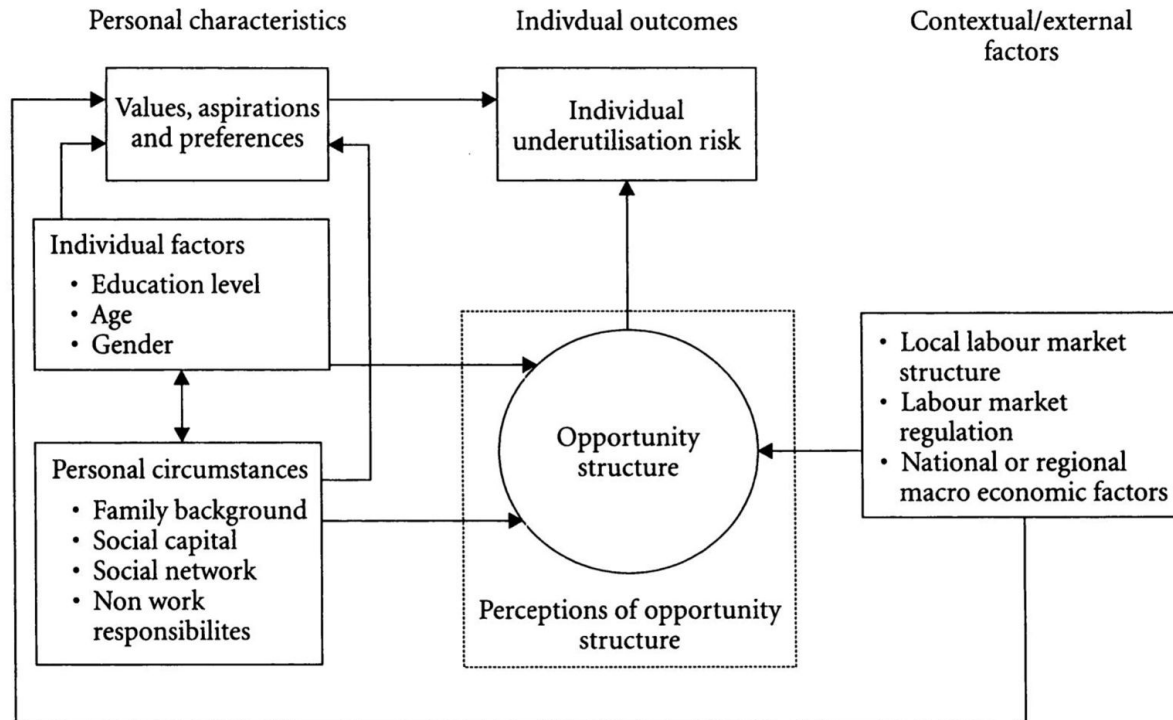 Personal characteristics
Indivdual outcomes
Contextual/external
factors
Values, aspirations
and preferences
Individual
underutilisation risk
Individual factors
• Education level
• Age
• Gender
Personal circumstances
• Family background
• Social capital
• Social network
• Non work
responsibilites
Opportunity
structure
Perceptions of opportunity
structure
• Local labour market
structure
• Labour market
regulation
• National or regional
macro economic factors